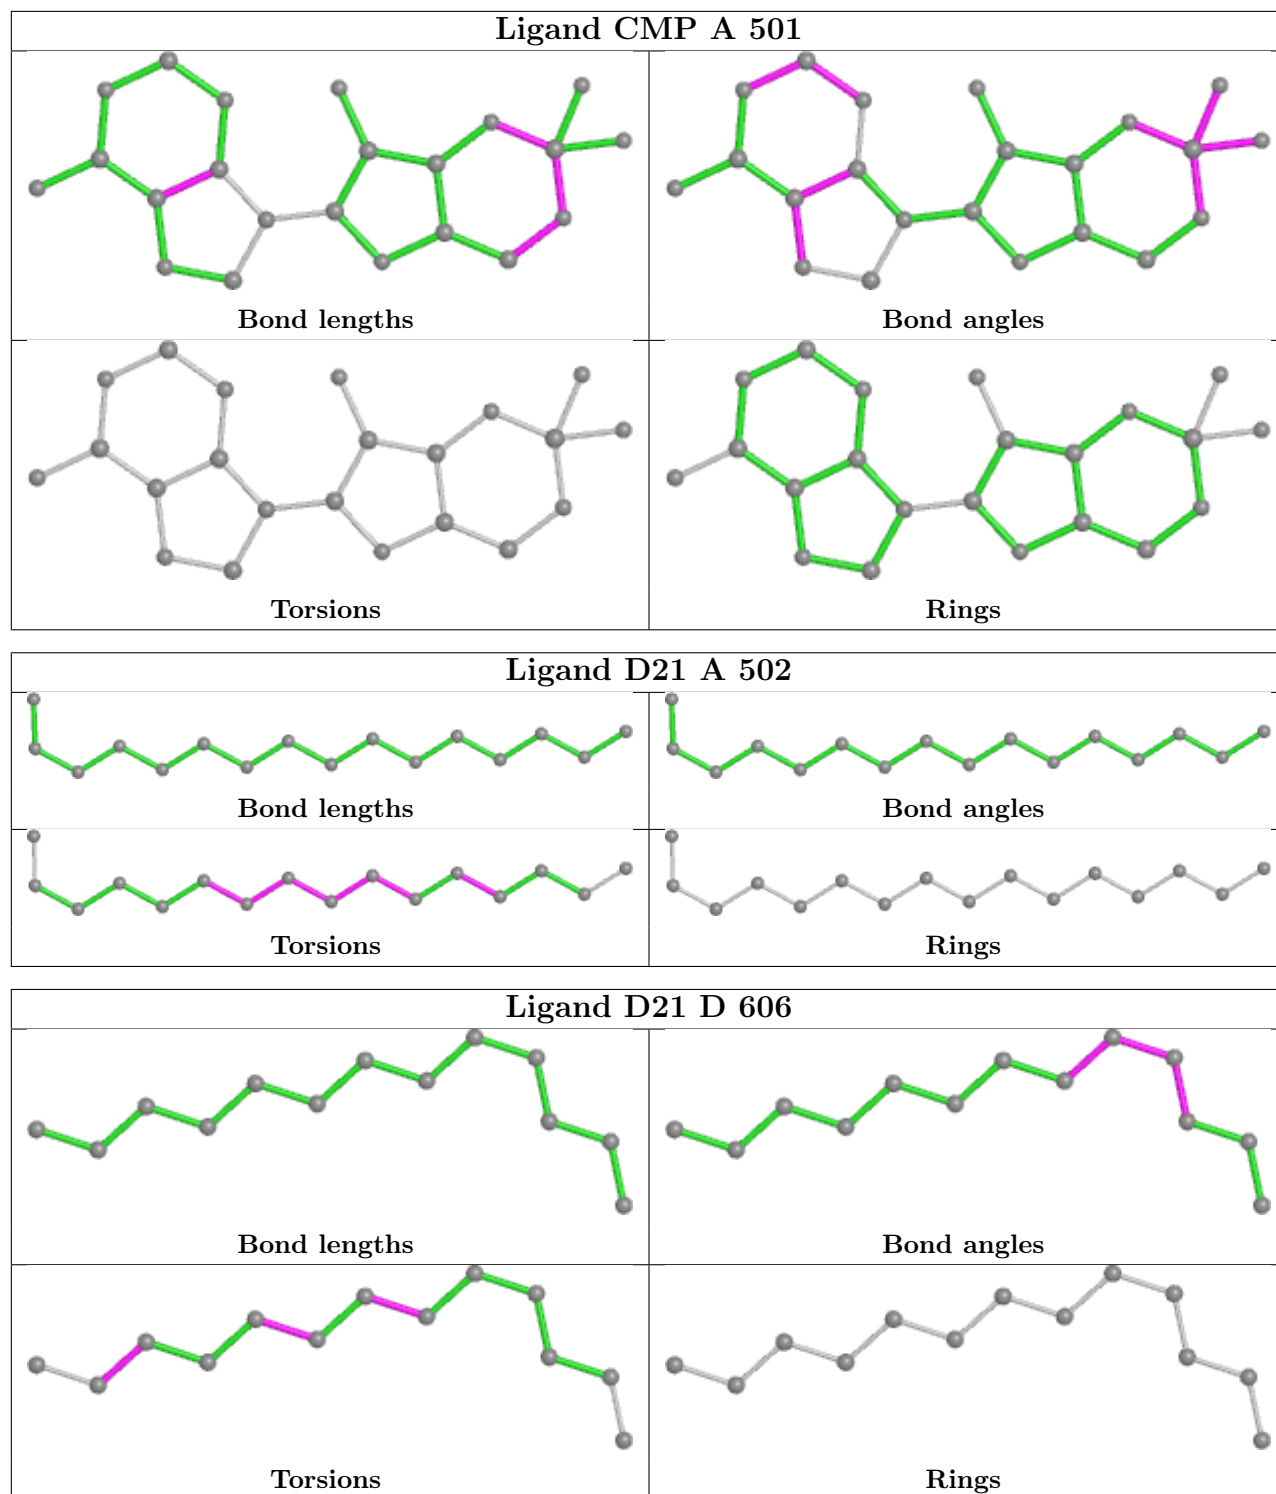 Ligand CMP A 501
Bond lengths
Bond angles
Torsions
Rings
Ligand D21 A 502
Bond lengths
Bond angles
Torsions
Rings
Ligand D21 D 606
Bond lengths
Bond angles
Torsions
Rings